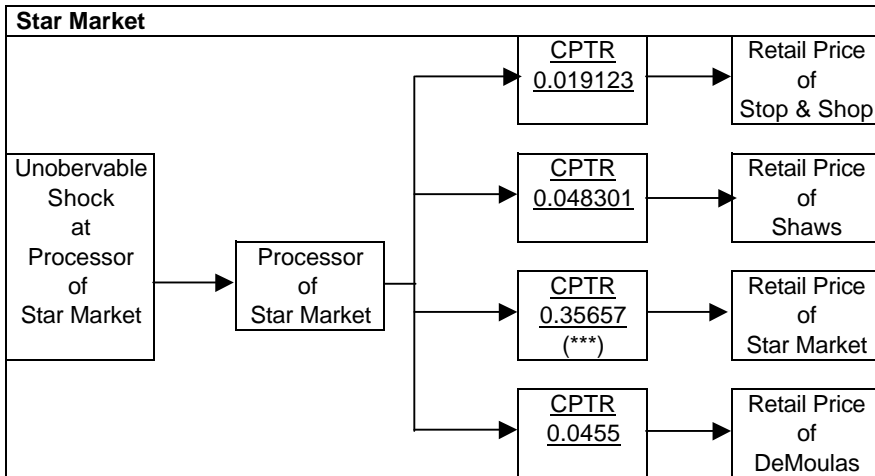 Star Market
CPTR
0.019123
Retail Price
of
Stop & Shop
Unobervable
Shock
at
Processor
of
Star Market
Processor
of
Star Market
CPTR
0.048301
Retail Price
of
Shaws
CPTR
0.35657
(***)
Retail Price
of
Star Market
CPTR
0.0455
Retail Price
of
DeMoulas